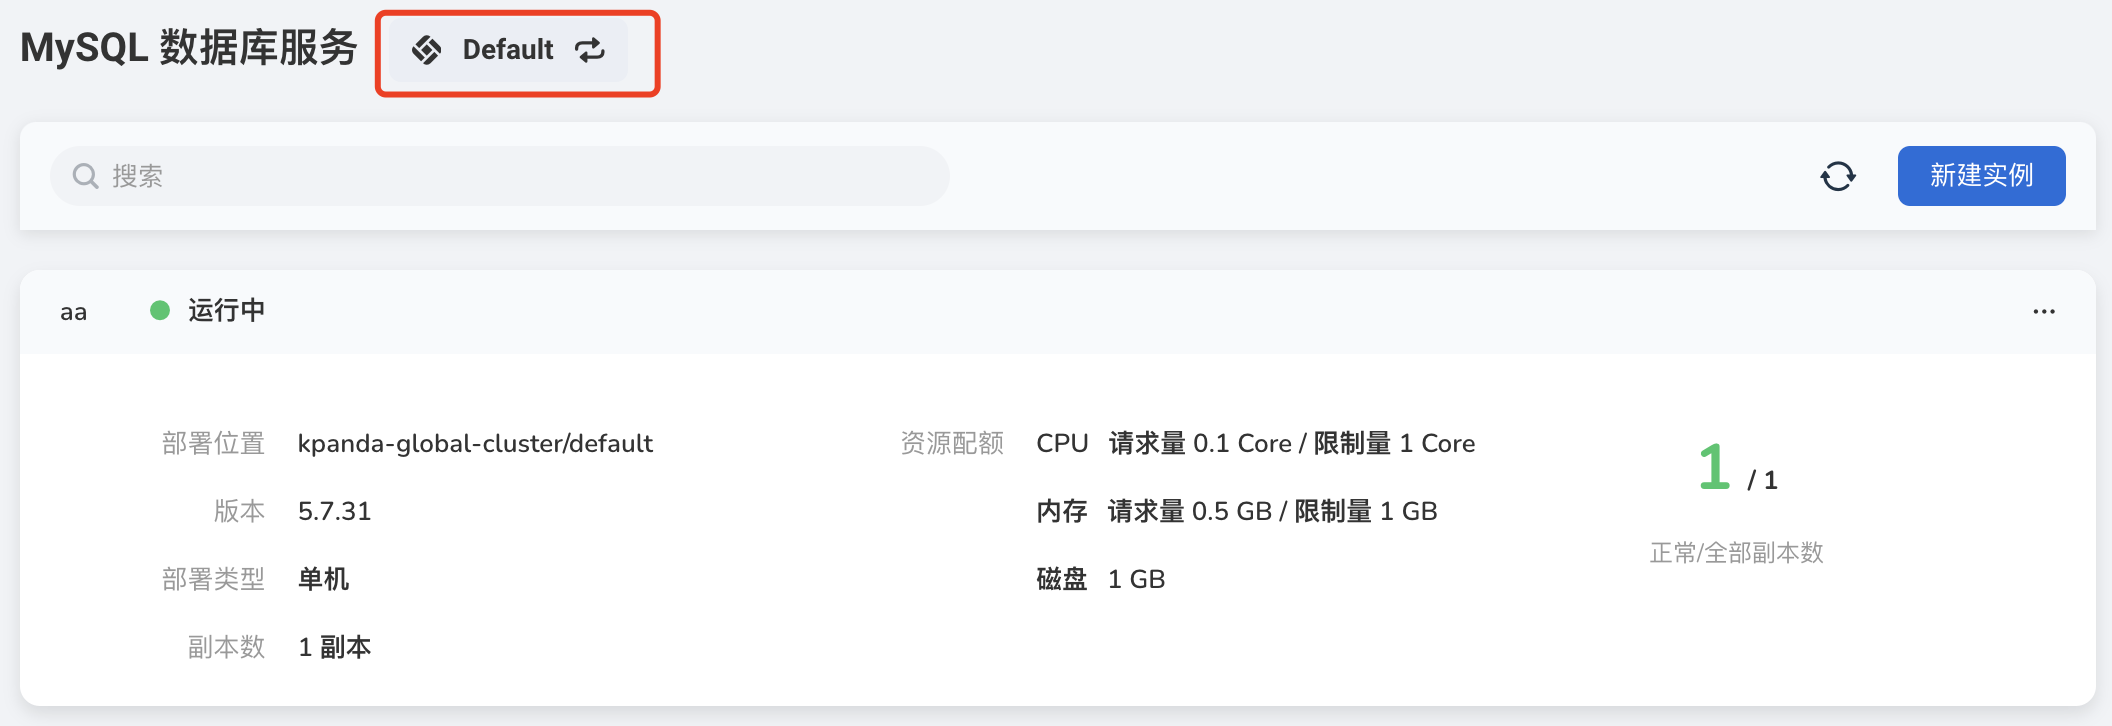 MySQL 数据库服务 Default
搜索 新建实例
aa 运行中 ...
部署位置 kpanda-global-cluster/default 资源配额 CPU 请求量 0.1 Core / 限制量 1 Core
1 / 1
版本 5.7.31 内存 请求量 0.5 GB / 限制量 1 GB
正常/全部副本数
部署类型 单机 磁盘 1 GB
副本数 1 副本